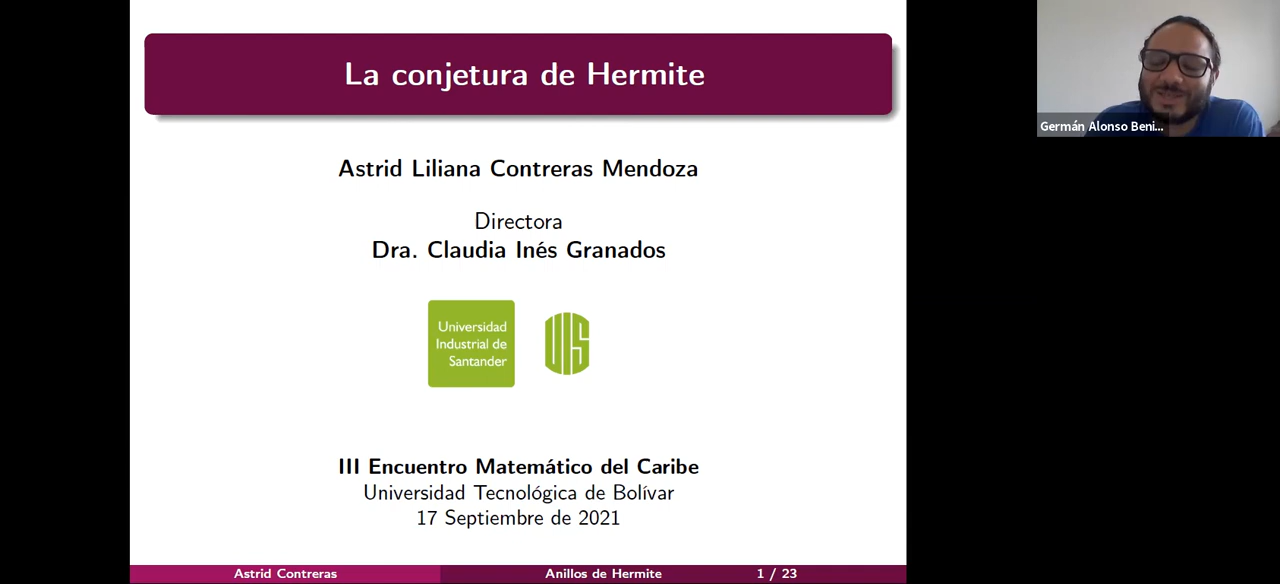 La conjetura de Hermite
Astrid Liliana Contreras Mendoza
Directora
Dra. Claudia Inés Granados
Universidad
Industrial de
Santander
UIS
III Encuentro Matemático del Caribe
Universidad Tecnológica de Bolívar
17 Septiembre de 2021
Astrid Contreras
Anillos de Hermite
1 / 23
Germán Alonso Beni...